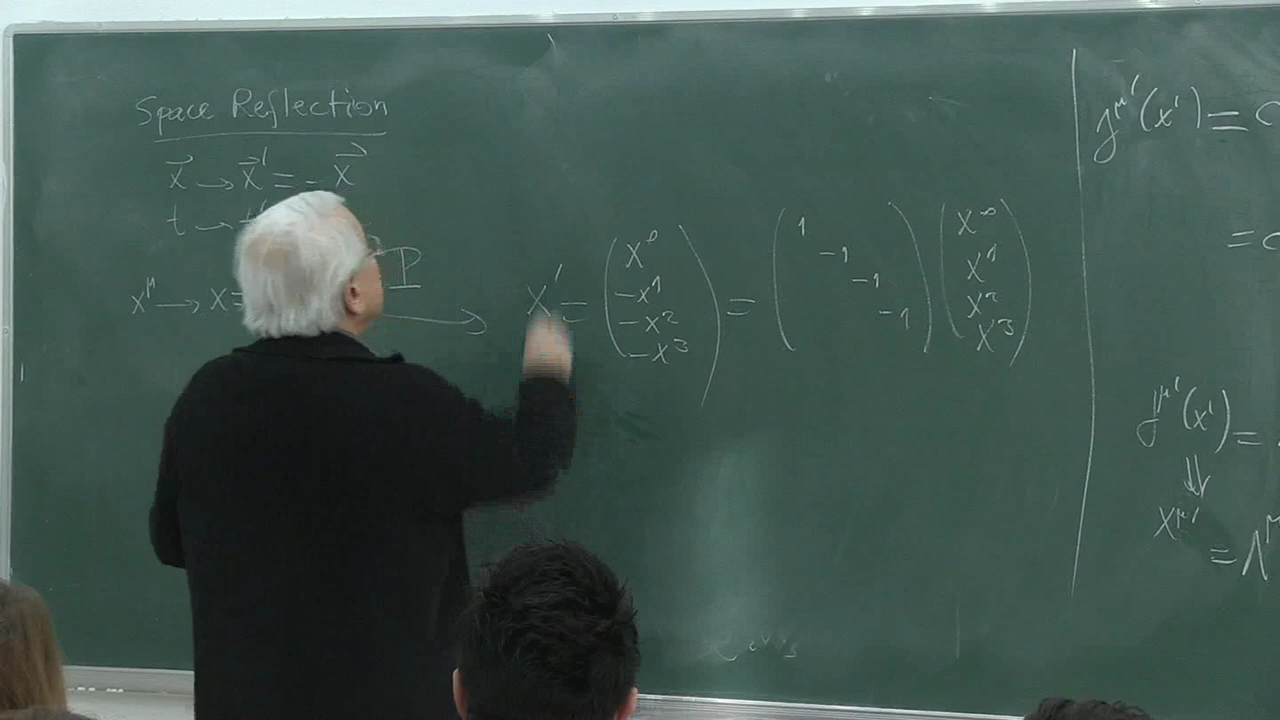 Space Reflection
x⃗ → x⃗' = - x⃗
t → t'
x^μ → x =
P
x' = (x^0 -x^1 -x^2 -x^3) = (1 -1 -1 -1) (x^0 x^1 x^2 x^3)
j^μ'(x') =
=
j^μ'(x') =
⇓
x^μ'
= Λ^μ